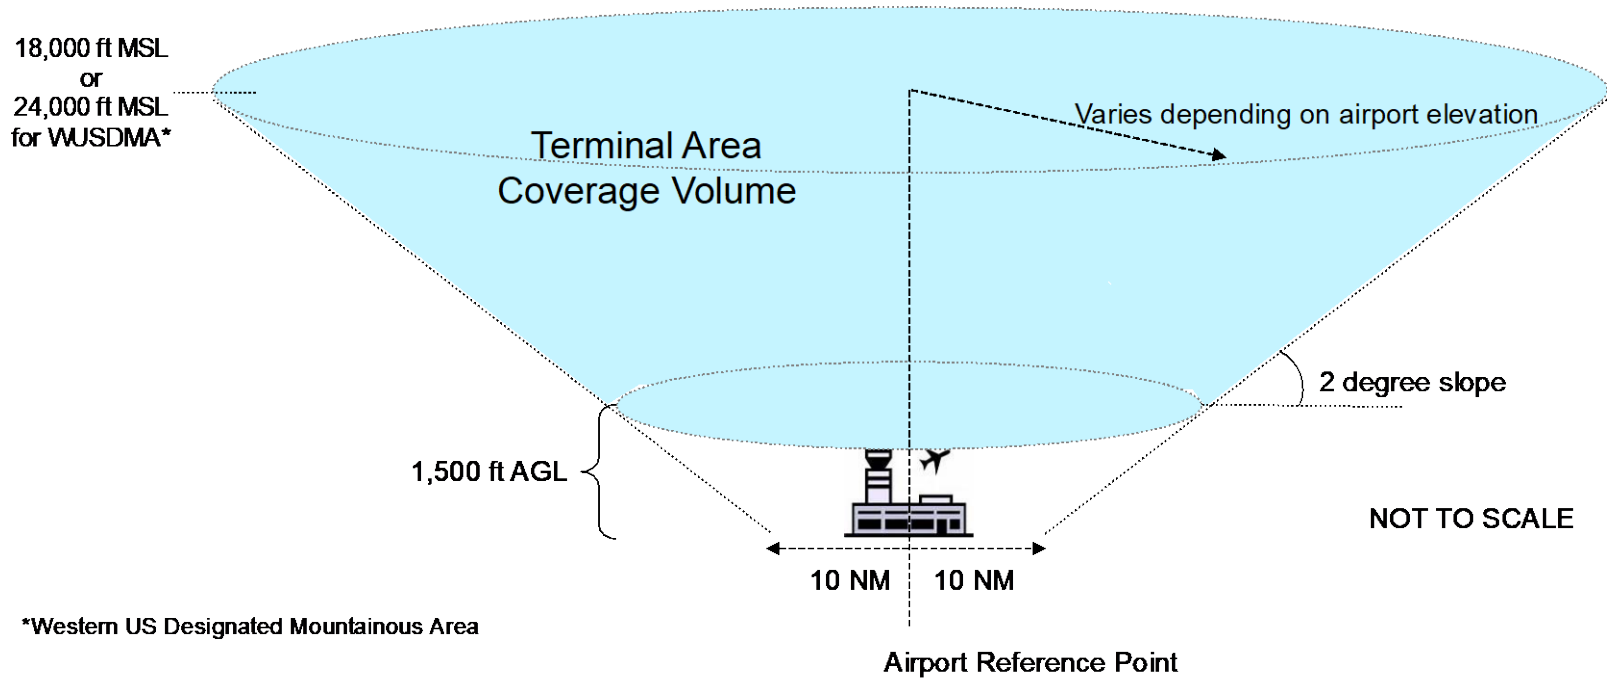 18,000 ft MSL
or
24,000 ft MSL
for WUSDMA*
Varies depending on airport elevation
Terminal Area
Coverage Volume
2 degree slope
1,500 ft AGL
NOT TO SCALE
10 NM
10 NM
*Western US Designated Mountainous Area
Airport Reference Point